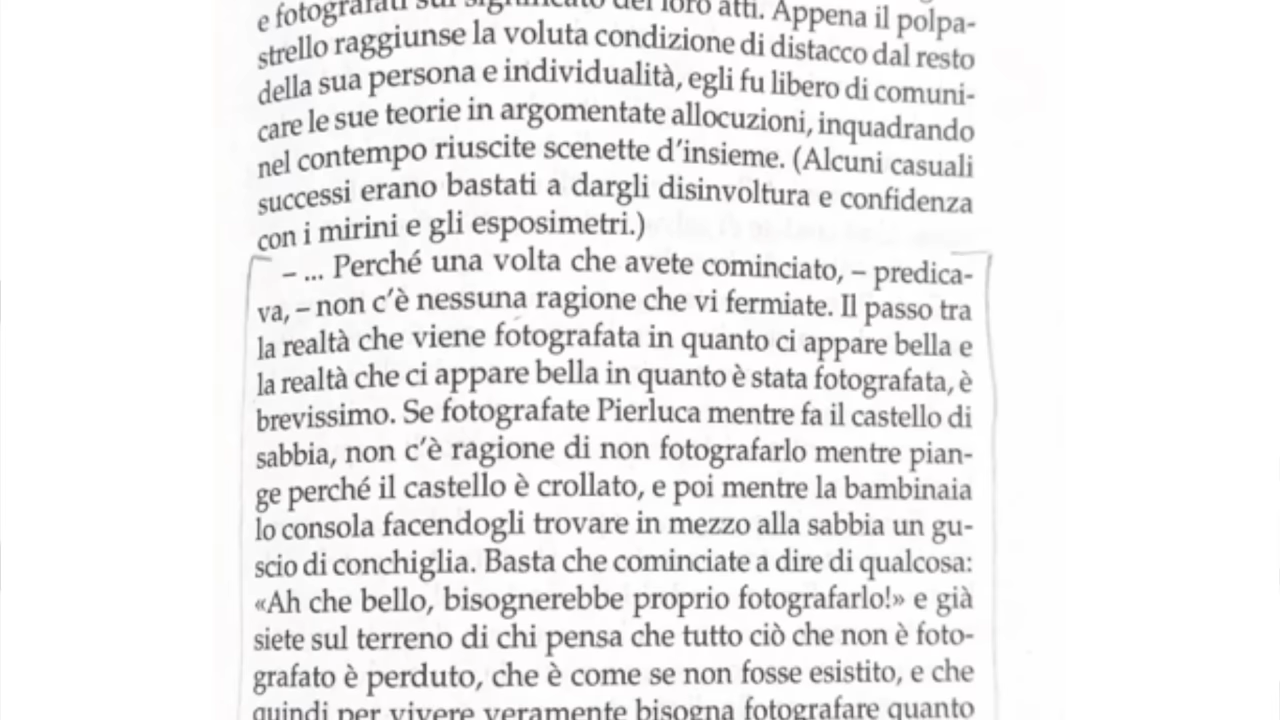 e fotografati sul significato dei loro atti. Appena il polpa-
strello raggiunse la voluta condizione di distacco dal resto
della sua persona e individualità, egli fu libero di comuni-
care le sue teorie in argomentate allocuzioni, inquadrando
nel contempo riuscite scenette d'insieme. (Alcuni casuali
successi erano bastati a dargli disinvoltura e confidenza
con i mirini e gli esposimetri.)
– ... Perché una volta che avete cominciato, – predica-
va, – non c'è nessuna ragione che vi fermiate. Il passo tra
la realtà che viene fotografata in quanto ci appare bella e
la realtà che ci appare bella in quanto è stata fotografata, è
brevissimo. Se fotografate Pierluca mentre fa il castello di
sabbia, non c'è ragione di non fotografarlo mentre pian-
ge perché il castello è crollato, e poi mentre la bambinaia
lo consola facendogli trovare in mezzo alla sabbia un gu-
scio di conchiglia. Basta che cominciate a dire di qualcosa:
«Ah che bello, bisognerebbe proprio fotografarlo!» e già
siete sul terreno di chi pensa che tutto ciò che non è foto-
grafato è perduto, che è come se non fosse esistito, e che
quindi per vivere veramente bisogna fotografare quanto